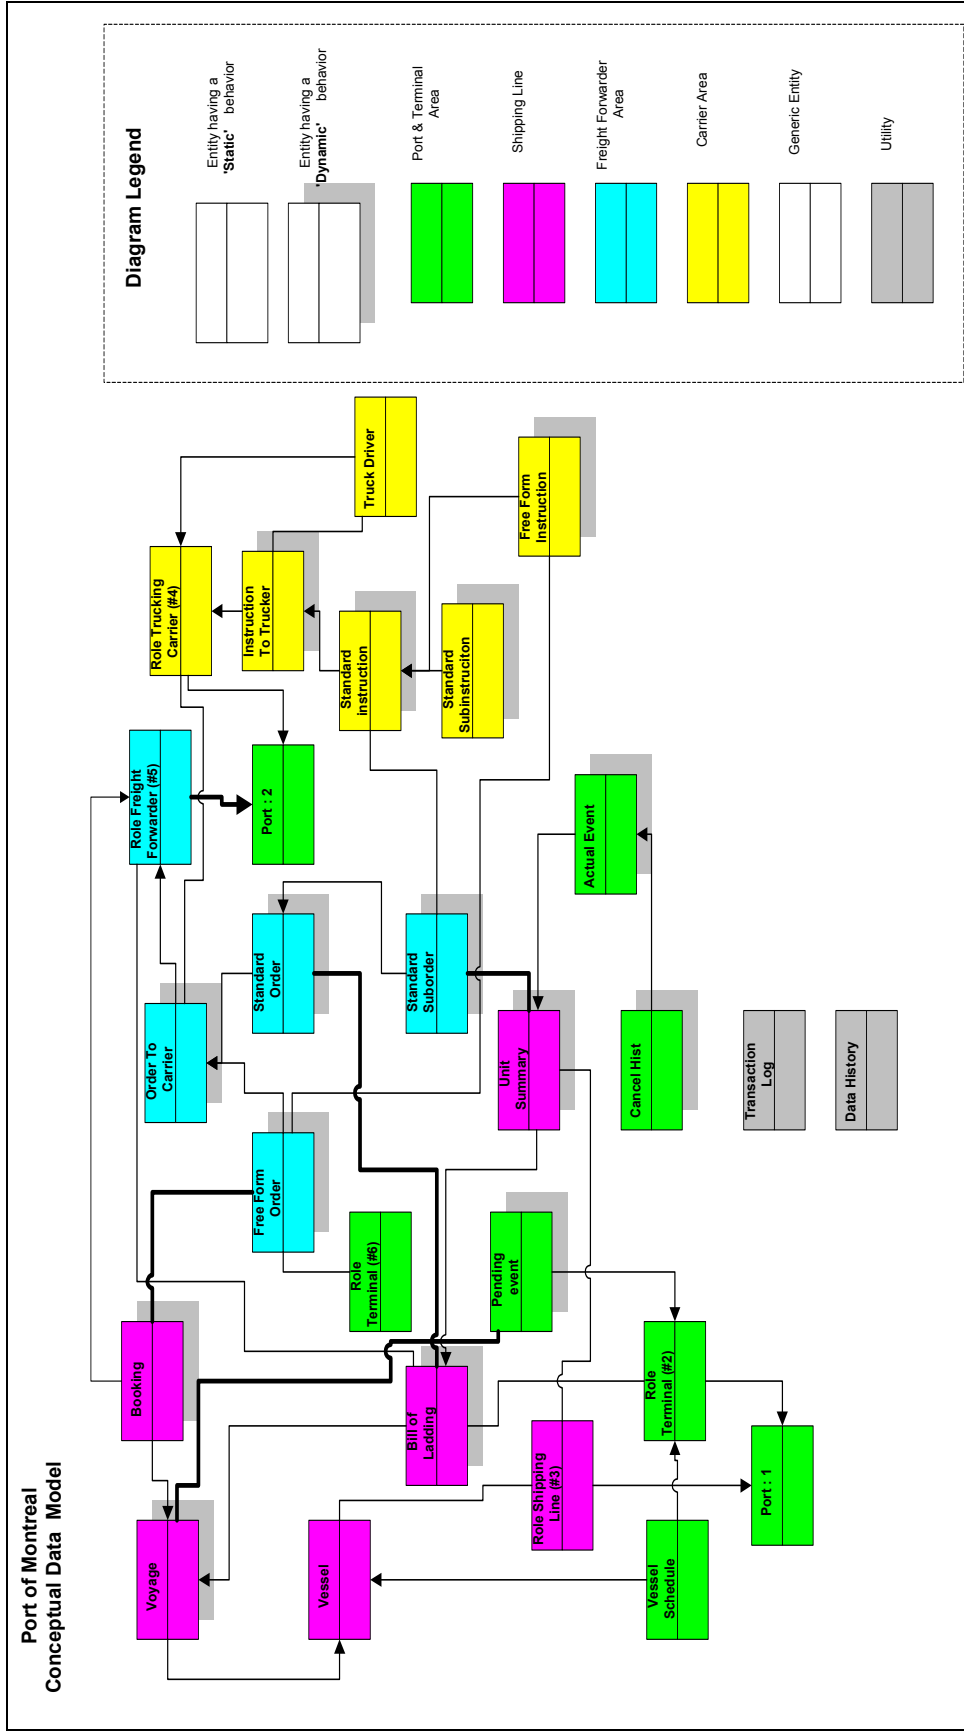 Port of Montreal
Conceptual Data Model
Voyage
Booking
Order To
Carrier
Role Freight
Forwarder (#5)
Role Trucking
Carrier (#4)
Free Form
Order
Standard
Order
Port : 2
Instruction
To Trucker
Truck Driver
Vessel
Role
Terminal (#6)
Bill of
Ladding
Standard
Suborder
Standard
instruction
Standard
Subinstruciton
Free Form
Instruction
Role Shipping
Line (#3)
Pending
event
Unit
Summary
Actual Event
Vessel
Schedule
Role
Terminal (#2)
Cancel Hist
Port : 1
Transaction
Log
Data History
Diagram Legend
Entity having a
'Static' behavior
Entity having a
'Dynamic' behavior
Port & Terminal
Area
Shipping Line
Freight Forwarder
Area
Carrier Area
Generic Entity
Utility